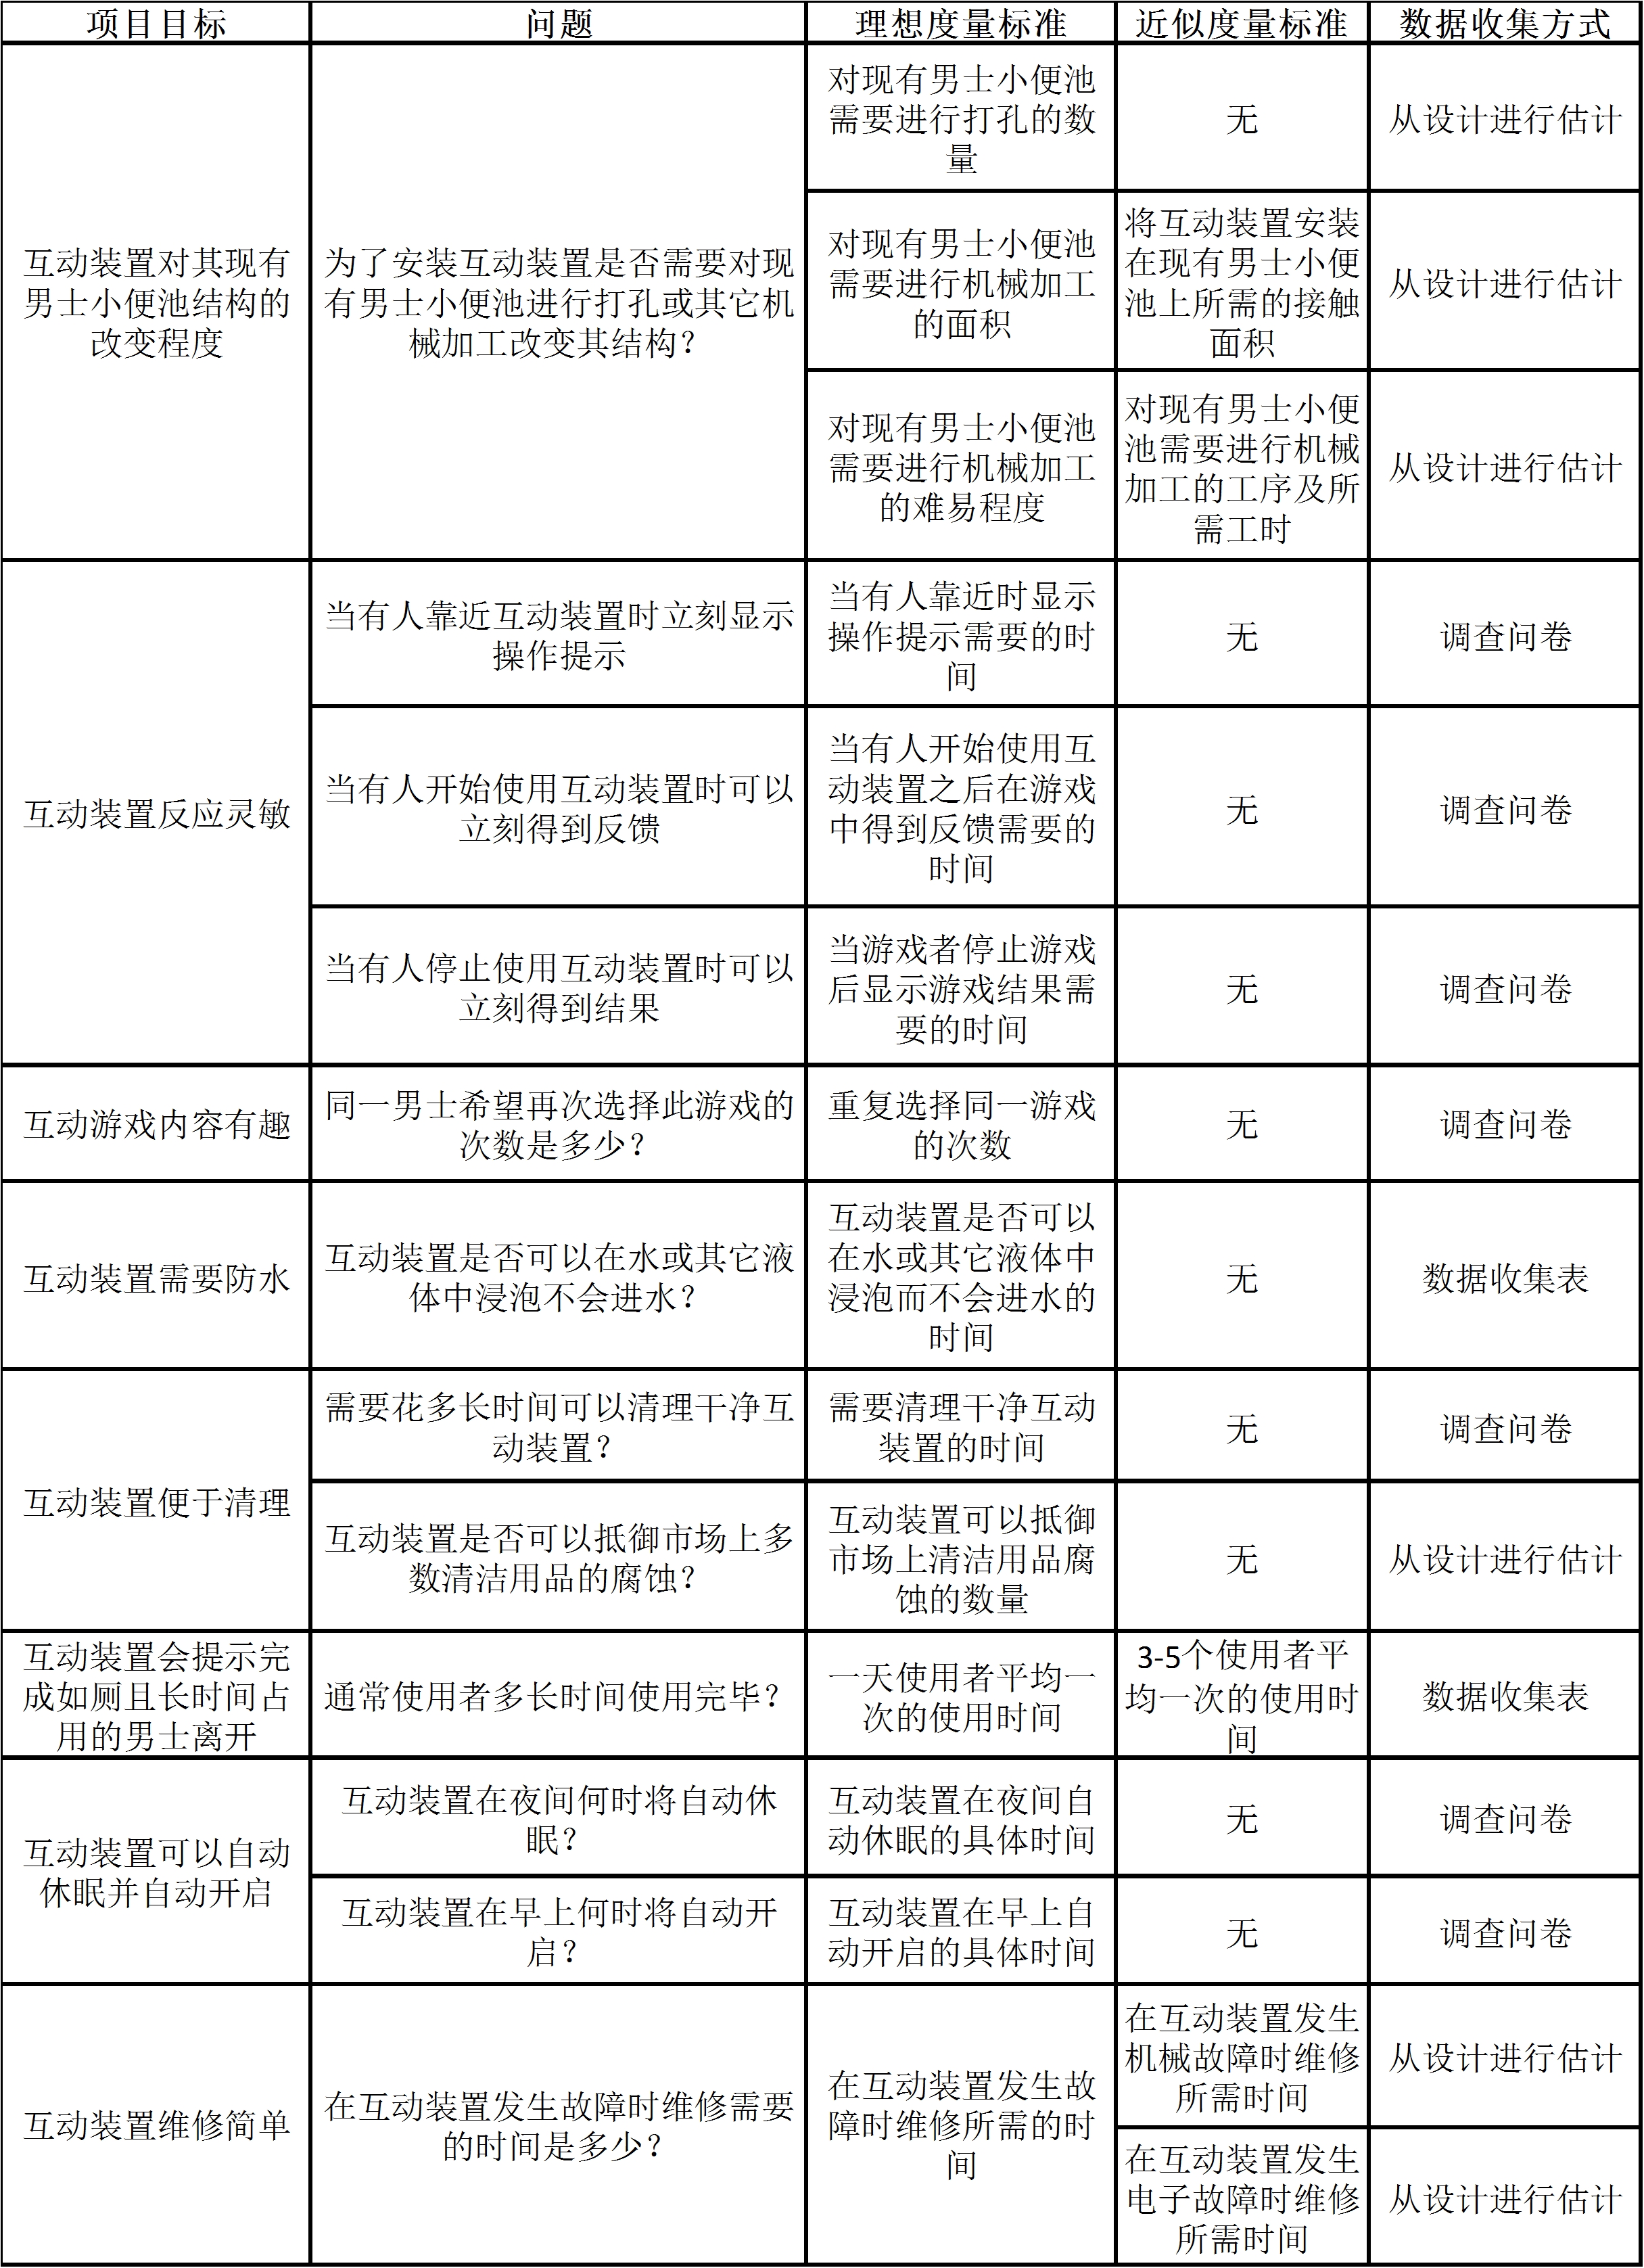 项目目标 问题 理想度量标准 近似度量标准 数据收集方式
互动装置对其现有
男士小便池结构的
改变程度
为了安装互动装置是否需要对现
有男士小便池进行打孔或其它机
械加工改变其结构？
对现有男士小便池
需要进行打孔的数
量
无
从设计进行估计
对现有男士小便池
需要进行机械加工
的面积
将互动装置安装
在现有男士小便
池上所需的接触
面积
从设计进行估计
对现有男士小便池
需要进行机械加工
的难易程度
对现有男士小便
池需要进行机械
加工的工序及所
需工时
从设计进行估计
互动装置反应灵敏
当有人靠近互动装置时立刻显示
操作提示
当有人靠近时显示
操作提示需要的时
间
无
调查问卷
当有人开始使用互动装置时可以
立刻得到反馈
当有人开始使用互
动装置之后在游戏
中得到反馈需要的
时间
无
调查问卷
当有人停止使用互动装置时可以
立刻得到结果
当游戏者停止游戏
后显示游戏结果需
要的时间
无
调查问卷
互动游戏内容有趣
同一男士希望再次选择此游戏的
次数是多少？
重复选择同一游戏
的次数
无
调查问卷
互动装置需要防水
互动装置是否可以在水或其它液
体中浸泡不会进水？
互动装置是否可以
在水或其它液体中
浸泡而不会进水的
时间
无
数据收集表
互动装置便于清理
需要花多长时间可以清理干净互
动装置？
需要清理干净互动
装置的时间
无
调查问卷
互动装置是否可以抵御市场上多
数清洁用品的腐蚀？
互动装置可以抵御
市场上清洁用品腐
蚀的数量
无
从设计进行估计
互动装置会提示完
成如厕且长时间占
用的男士离开
通常使用者多长时间使用完毕？
一天使用者平均一
次的使用时间
3-5个使用者平
均一次的使用时
间
数据收集表
互动装置可以自动
休眠并自动开启
互动装置在夜间何时将自动休
眠？
互动装置在夜间自
动休眠的具体时间
无
调查问卷
互动装置在早上何时将自动开
启？
互动装置在早上自
动开启的具体时间
无
调查问卷
互动装置维修简单
在互动装置发生故障时维修需要
的时间是多少？
在互动装置发生故
障时维修所需的时
间
在互动装置发生
机械故障时维修
所需时间
从设计进行估计
在互动装置发生
电子故障时维修
所需时间
从设计进行估计